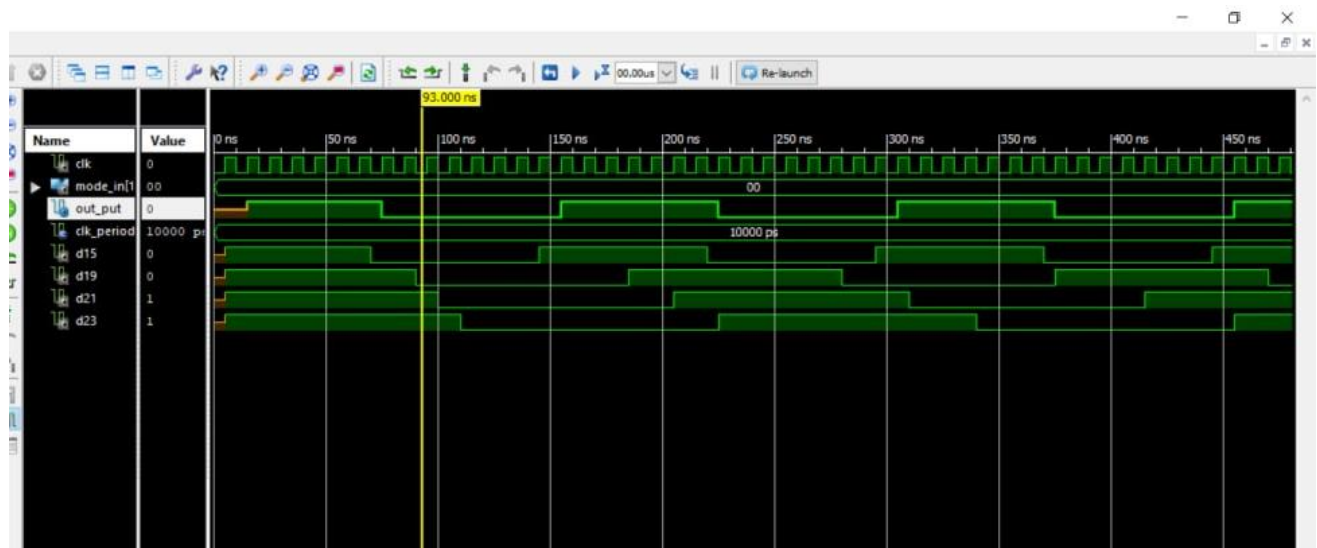 00.00us Re-launch
93.000 ns
Name Value 0 ns 50 ns 100 ns 150 ns 200 ns 250 ns 300 ns 350 ns 400 ns 450 ns
clk 0
mode_in[1 00 00
out_put 0
clk_period 10000 ps 10000 ps
d15 0
d19 0
d21 1
d23 1